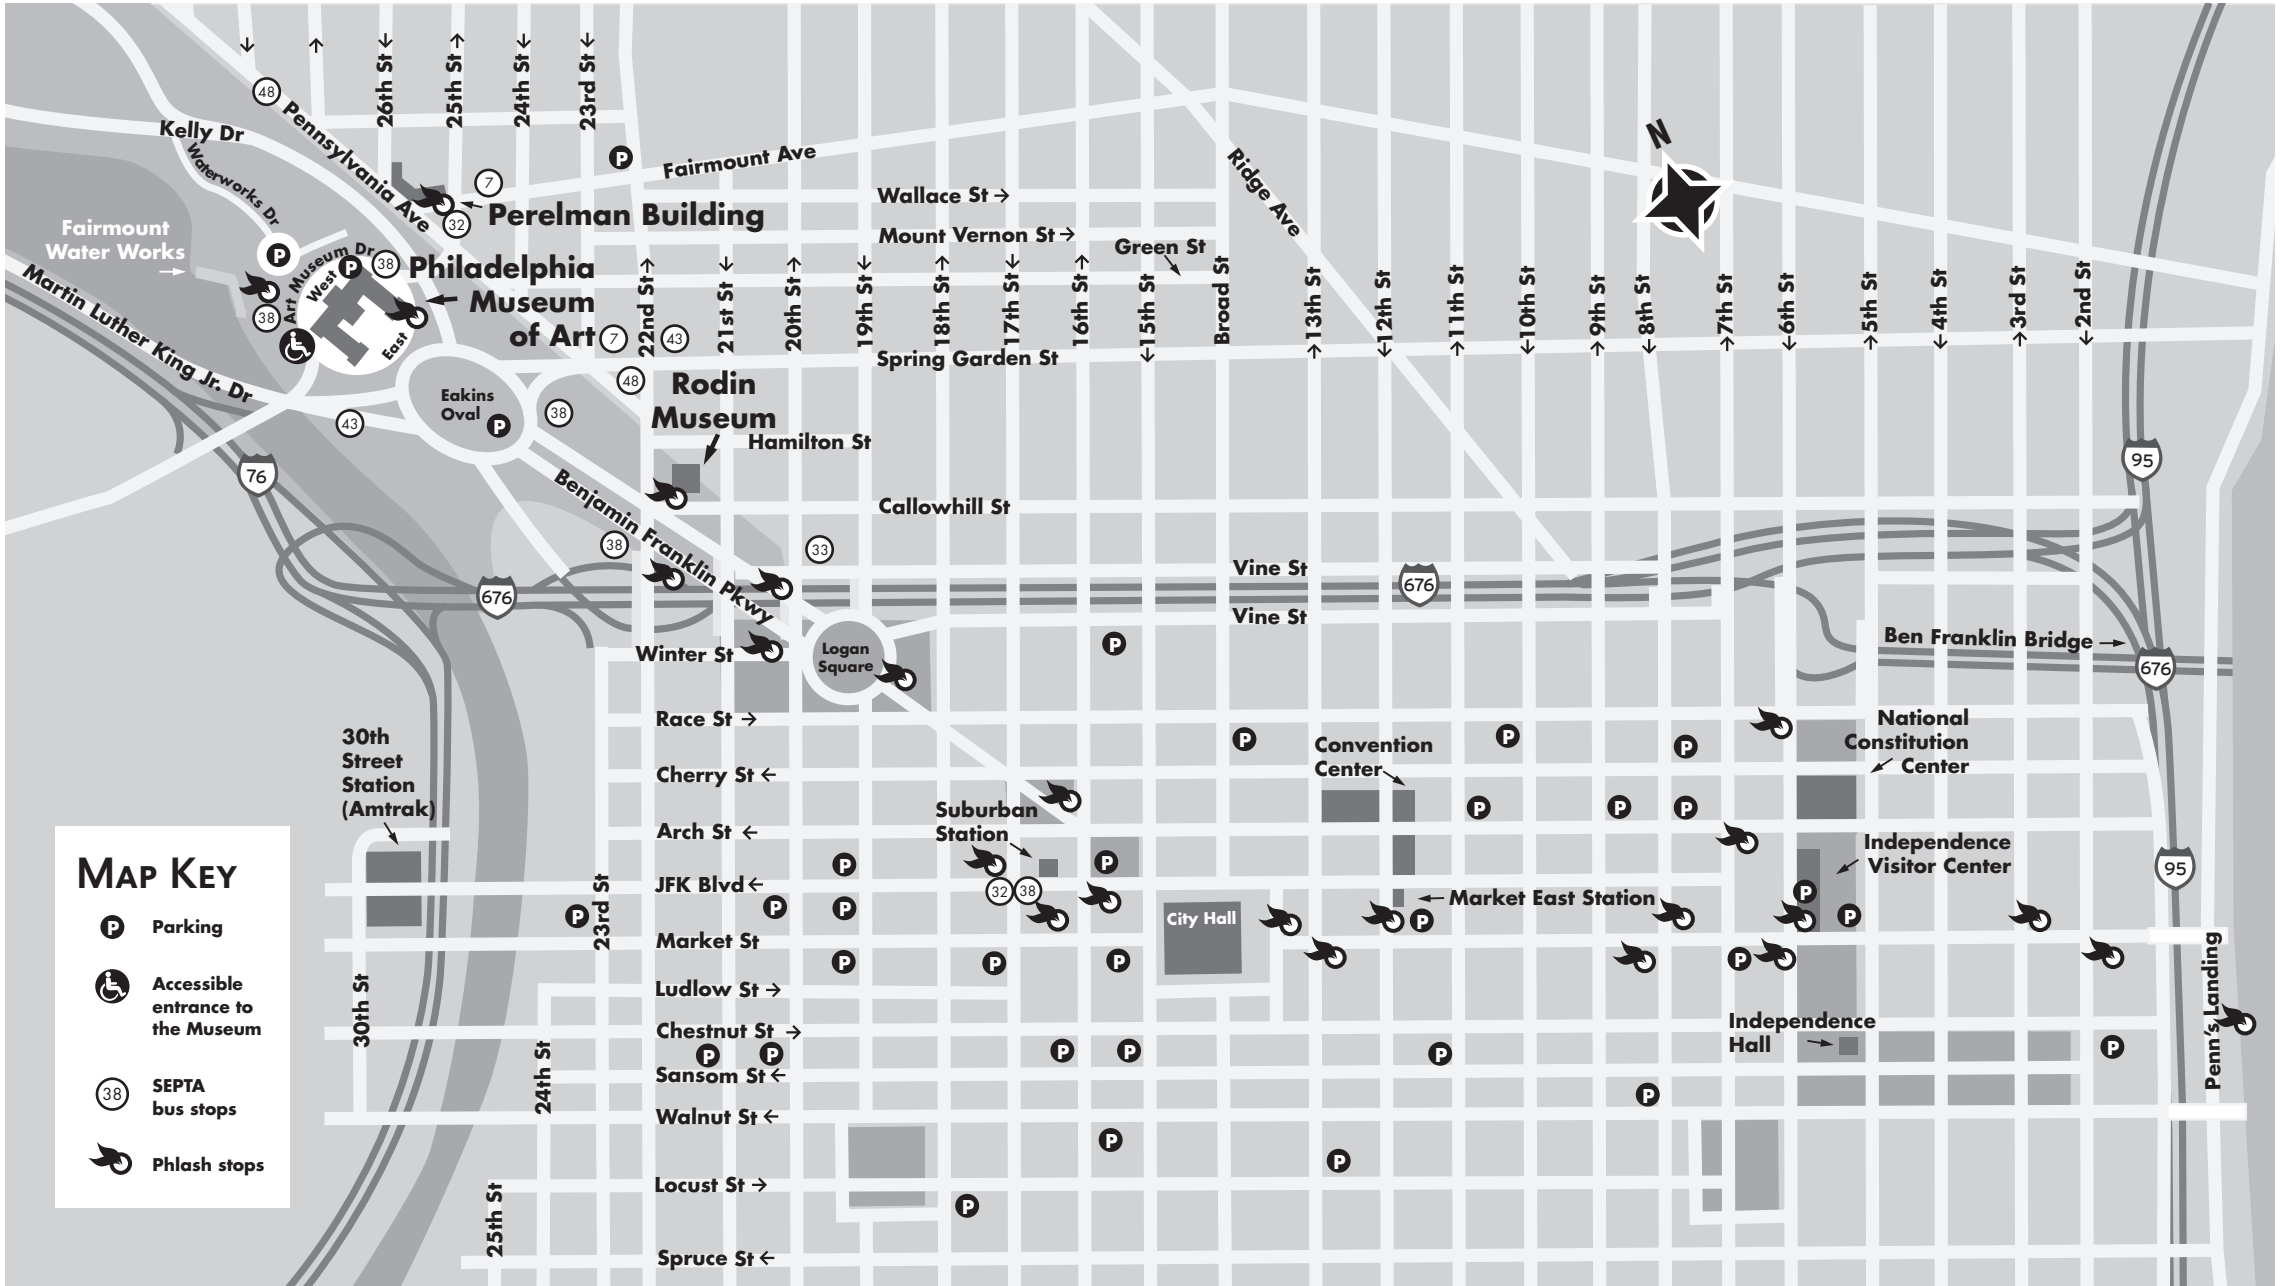 26th St
25th St
24th St
23rd St
48
Pennsylvania Ave
Kelly Dr
Waterworks Dr
P
Fairmount Ave
7
Perelman Building
32
Fairmount
Water Works
P
Art Museum Dr
West
P
38
Philadelphia
Museum
of Art
38
East
Martin Luther King Jr. Dr
7
43
48
Eakins
Oval
P
38
43
76
Rodin
Museum
Hamilton St
Benjamin Franklin Pkwy
38
33
676
Wallace St
Mount Vernon St
Green St
Ridge Ave
N
22nd St
21st St
20th St
19th St
18th St
17th St
16th St
15th St
Broad St
13th St
12th St
11th St
10th St
9th St
8th St
7th St
6th St
5th St
4th St
3rd St
2nd St
Spring Garden St
Callowhill St
95
Vine St
676
Vine St
Ben Franklin Bridge
676
Winter St
Logan
Square
P
Race St
P
Convention
Center
P
P
National
Constitution
Center
30th
Street
Station
(Amtrak)
Cherry St
Suburban
Station
P
P
P
Arch St
Independence
Visitor Center
95
P
P
JFK Blvd
32
38
Market East Station
P
P
P
P
23rd St
City Hall
P
P
Market St
P
P
P
P
Penn's Landing
Ludlow St
30th St
Chestnut St
Independence
Hall
P
P
P
P
P
P
24th St
Sansom St
P
Walnut St
P
P
Locust St
P
25th St
Spruce St
Map Key
P
Parking
Accessible
entrance to
the Museum
38
SEPTA
bus stops
Phlash stops